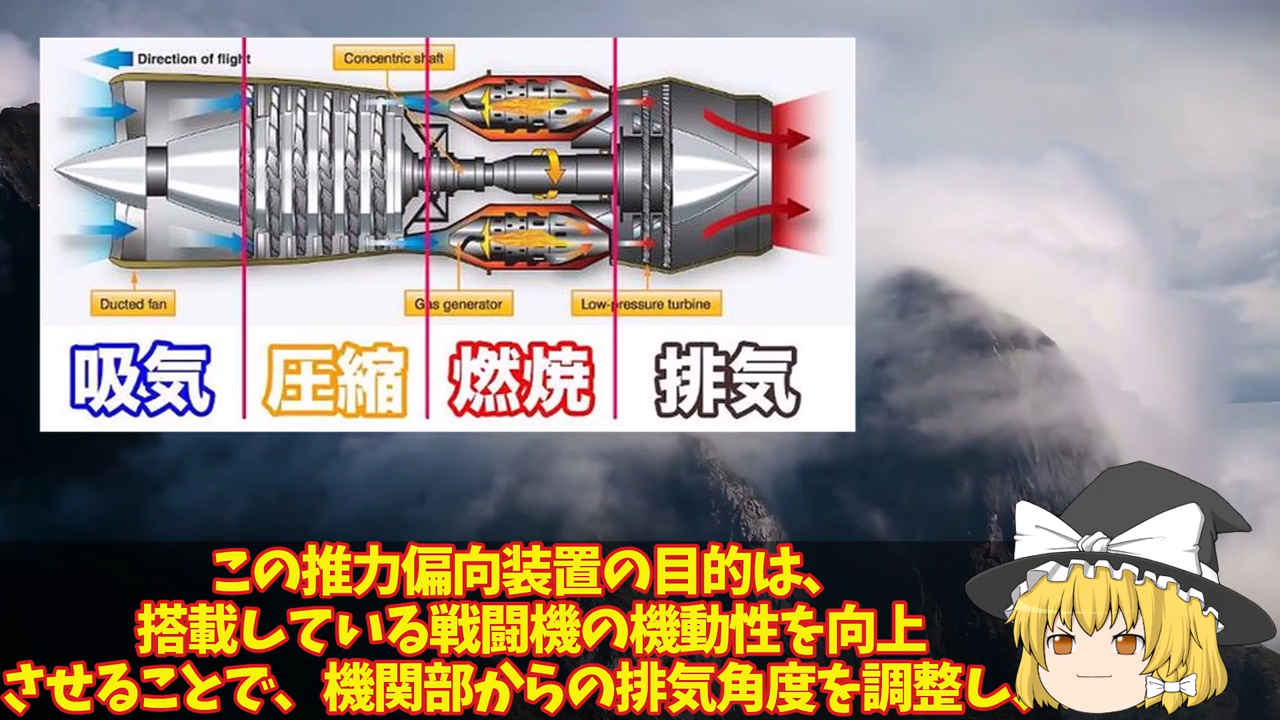 Direction of flight
Concentric shaft
Ducted fan
Gas generator
Low-pressure turbine
吸気
圧縮
燃焼
排気
この推力偏向装置の目的は、
搭載している戦闘機の機動性を向上
させることで、機関部からの排気角度を調整し、